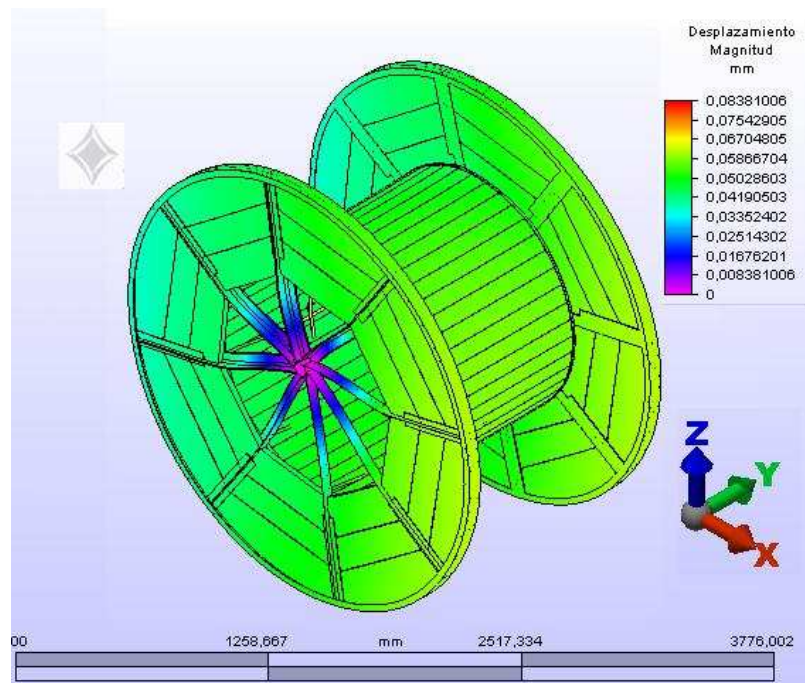 Desplazamiento
Magnitud
mm
0,08381006
0,07542905
0,06704805
0,05866704
0,05028603
0,04190503
0,03352402
0,02514302
0,01676201
0,008381006
0
Z
Y
X
00 1258,667 mm 2517,334 3776,002